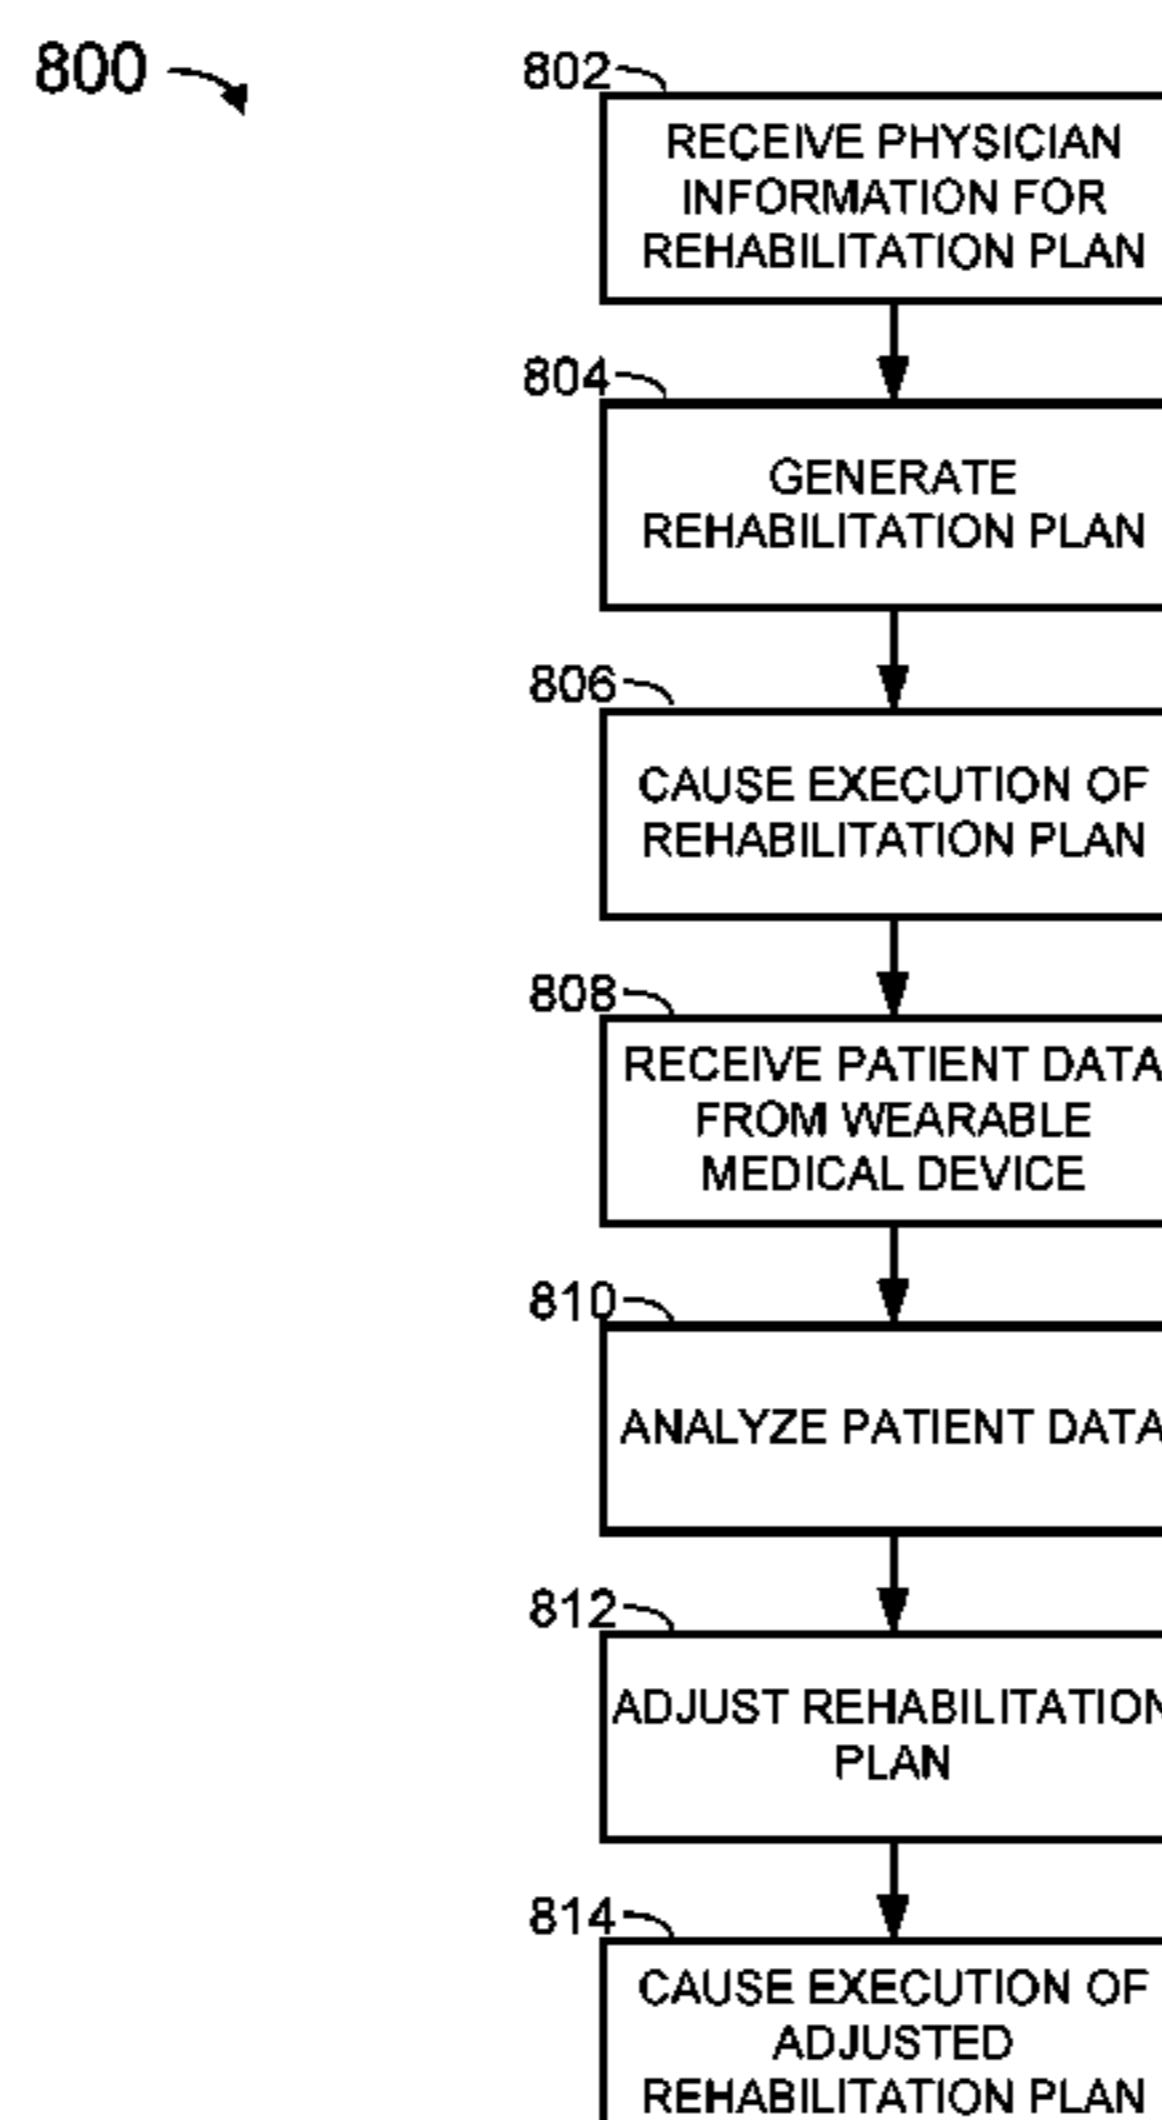 800
802
RECEIVE PHYSICIAN
INFORMATION FOR
REHABILITATION PLAN
804
GENERATE
REHABILITATION PLAN
806
CAUSE EXECUTION OF
REHABILITATION PLAN
808
RECEIVE PATIENT DATA
FROM WEARABLE
MEDICAL DEVICE
810
ANALYZE PATIENT DATA
812
ADJUST REHABILITATION
PLAN
814
CAUSE EXECUTION OF
ADJUSTED
REHABILITATION PLAN